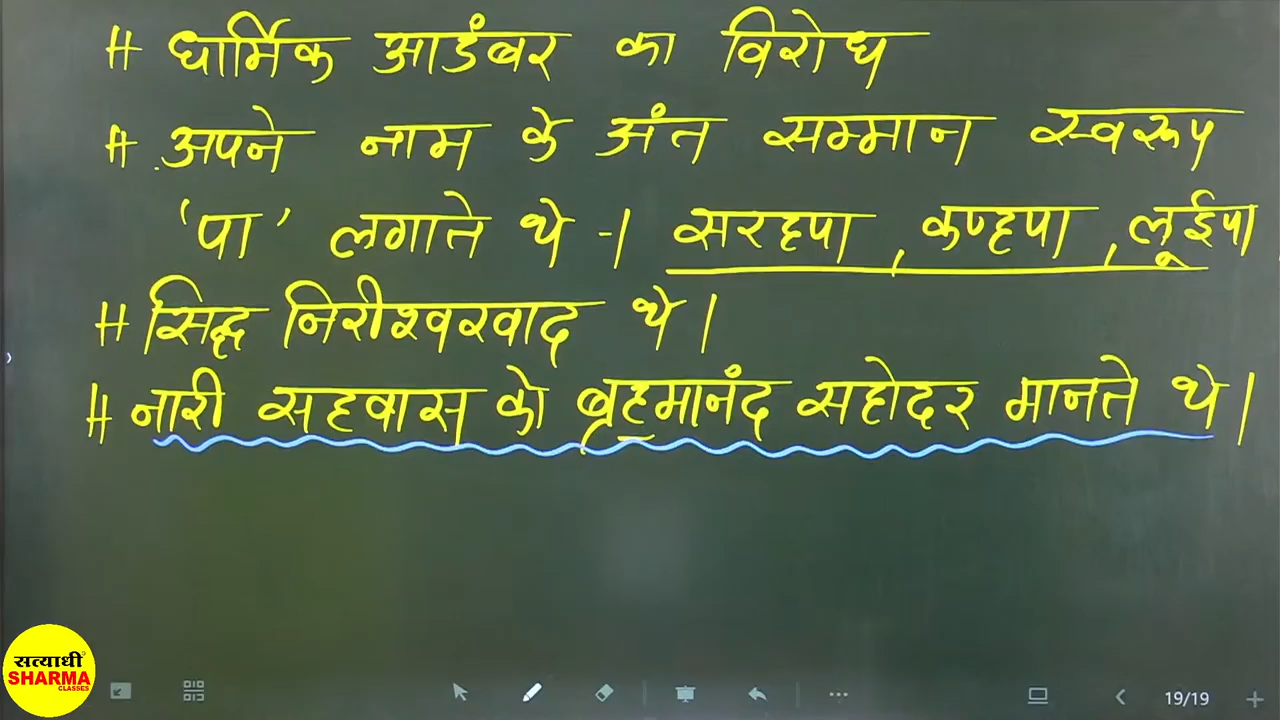 # धार्मिक आडंबर का विरोध
# अपने नाम के अंत सम्मान स्वरूप
'पा' लगाते थे -। सरहपा, कण्हपा, लूईपा
# सिद्ध निरीश्वरवाद थे।
# नारी सहवास को ब्रह्मानंद सहोदर मानते थे।
सत्यार्थी
SHARMA
CLASSES
19/19